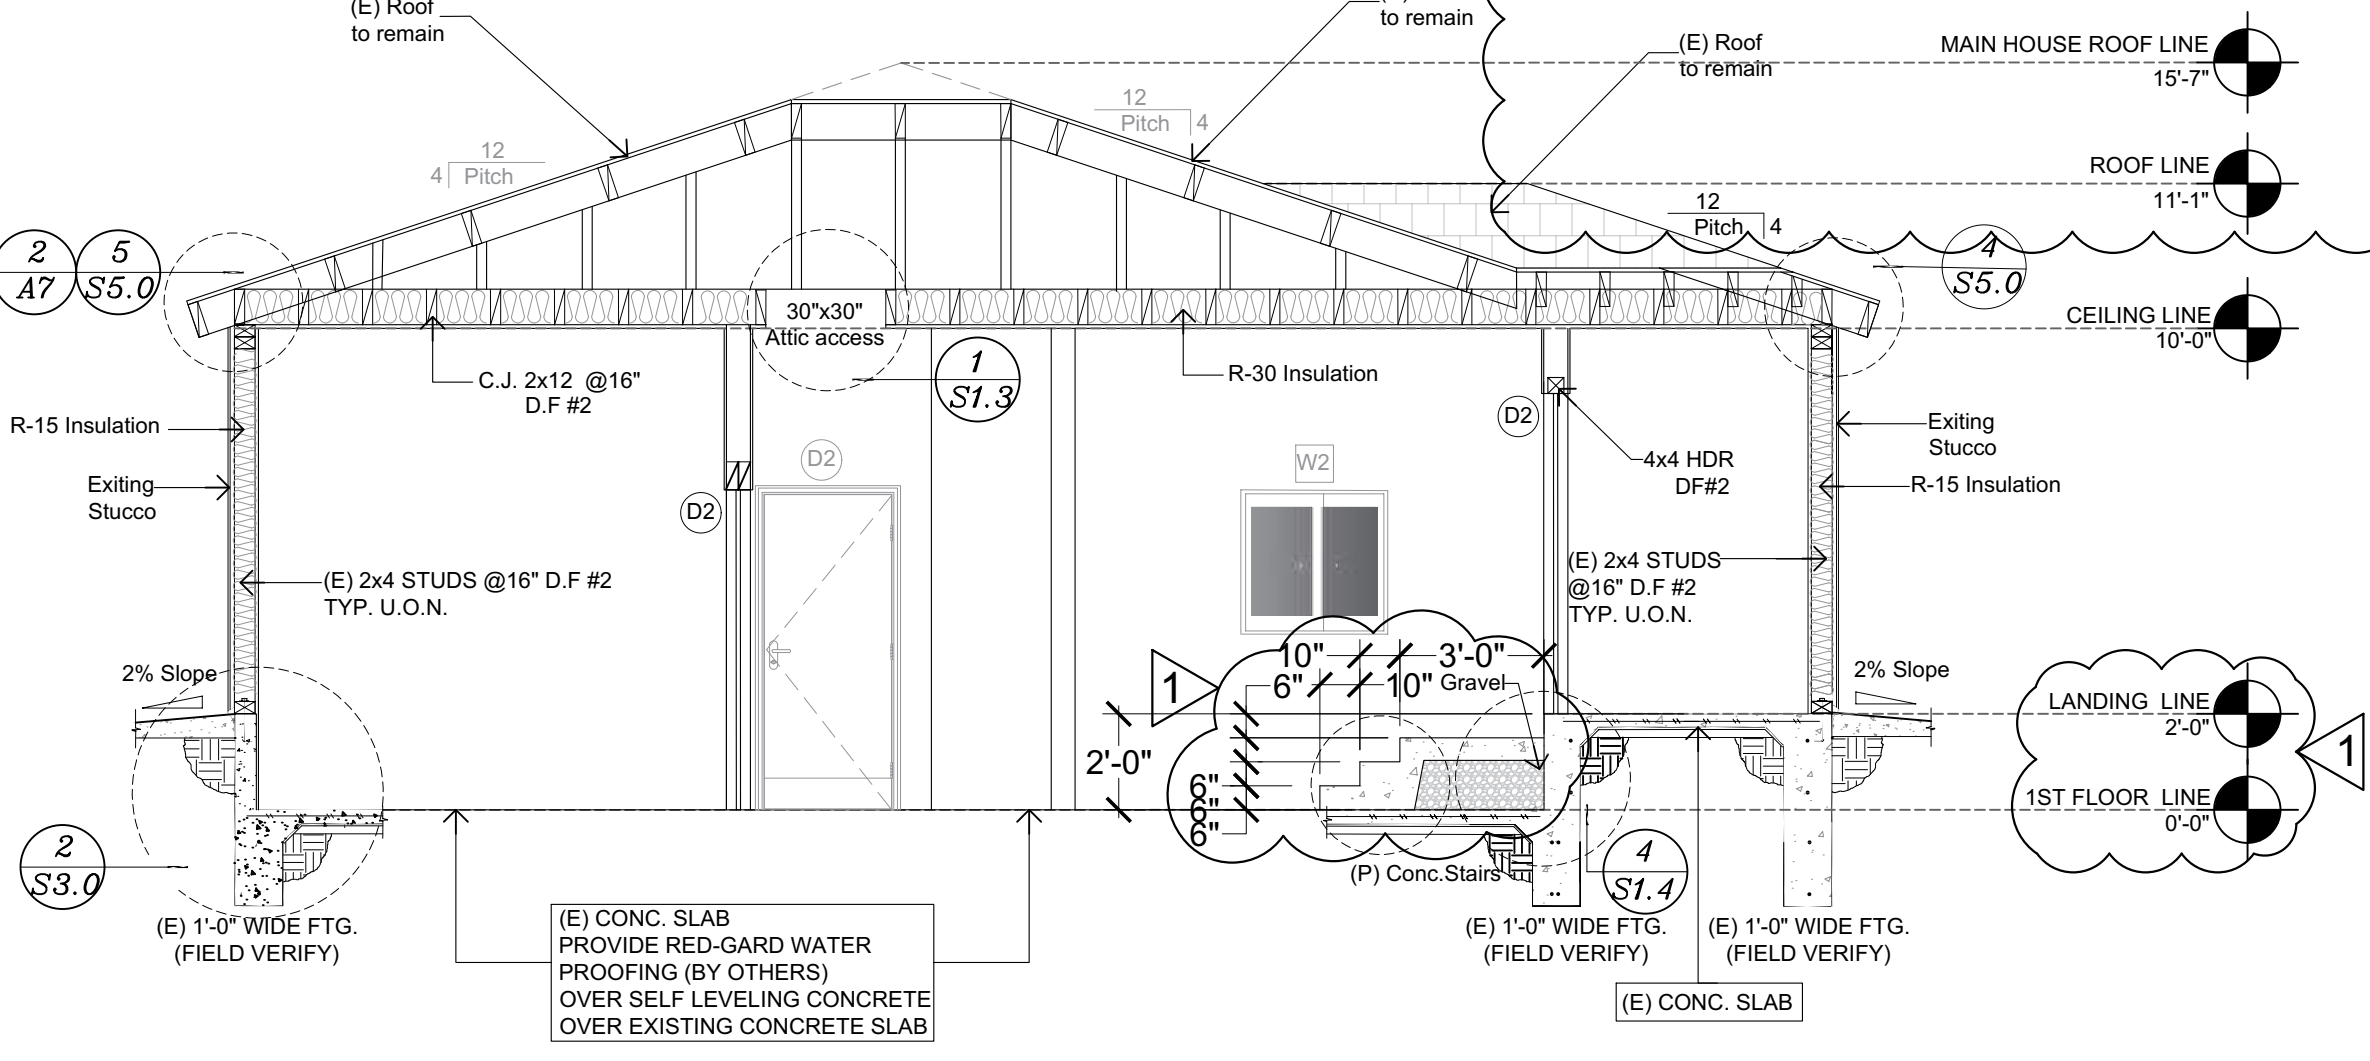 (E) Roof
to remain
to remain
(E) Roof
to remain
MAIN HOUSE ROOF LINE
15'-7"
12
Pitch
4
12
4
Pitch
ROOF LINE
11'-1"
12
Pitch
4
2
A7
5
S5.0
4
S5.0
30"x30"
Attic access
CEILING LINE
10'-0"
C.J. 2x12 @16"
D.F #2
1
S1.3
R-30 Insulation
R-15 Insulation
D2
Exiting
Stucco
D2
W2
4x4 HDR
DF#2
Exiting
Stucco
D2
R-15 Insulation
(E) 2x4 STUDS @16" D.F #2
TYP. U.O.N.
(E) 2x4 STUDS
@16" D.F #2
TYP. U.O.N.
2% Slope
1
10"
3'-0"
6"
10"
Gravel
2% Slope
LANDING LINE
2'-0"
1
2'-0"
6"
6"
6"
1ST FLOOR LINE
0'-0"
2
S3.0
(P) Conc.Stairs
4
S1.4
(E) 1'-0" WIDE FTG.
(FIELD VERIFY)
(E) CONC. SLAB
PROVIDE RED-GARD WATER
PROOFING (BY OTHERS)
OVER SELF LEVELING CONCRETE
OVER EXISTING CONCRETE SLAB
(E) 1'-0" WIDE FTG.
(FIELD VERIFY)
(E) 1'-0" WIDE FTG.
(FIELD VERIFY)
(E) CONC. SLAB